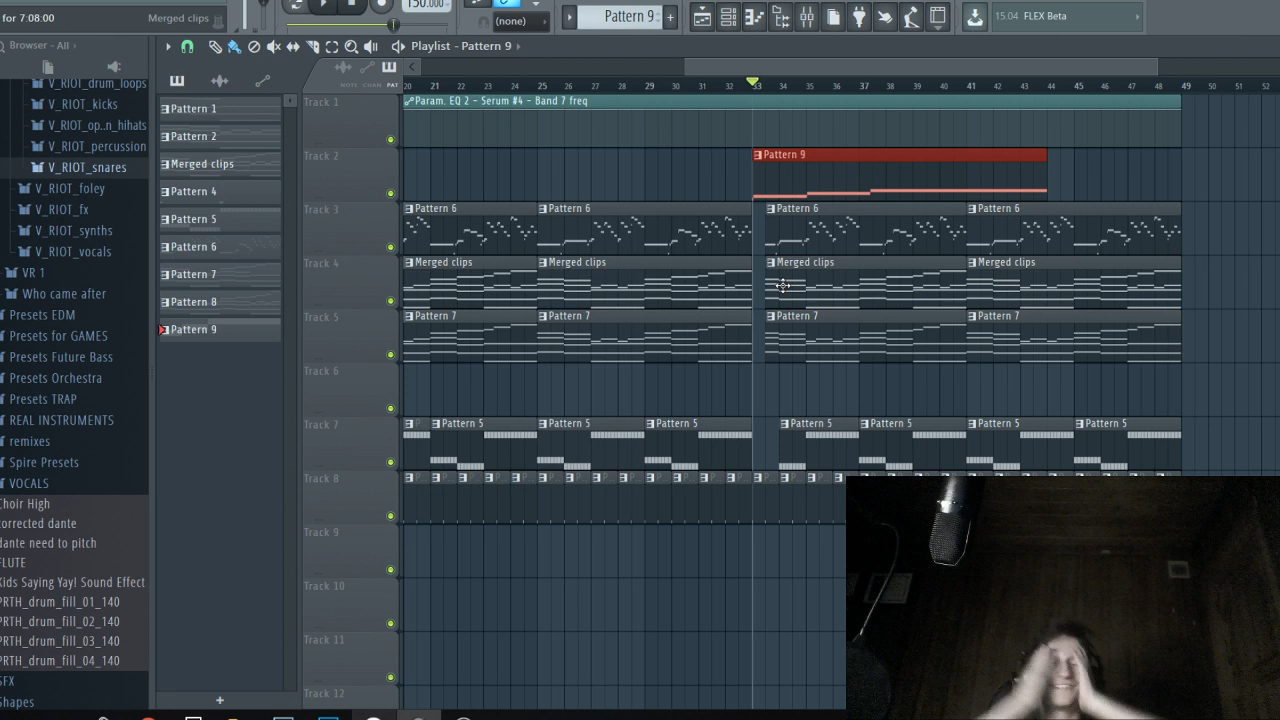 for 7:08:00
Merged clips
150.000
(none)
Pattern 9
15.04 FLEX Beta
Browser - All
Playlist - Pattern 9
V_RIOT_drum_loops
V_RIOT_kicks
V_RIOT_op..n_hihats
V_RIOT_percussion
V_RIOT_snares
V_RIOT_foley
V_RIOT_fx
V_RIOT_synths
V_RIOT_vocals
VR 1
Who came after
Presets EDM
Presets for GAMES
Presets Future Bass
Presets Orchestra
Presets TRAP
REAL INSTRUMENTS
remixes
Spire Presets
VOCALS
Choir High
corrected dante
dante need to pitch
FLUTE
Kids Saying Yay! Sound Effect
PRTH_drum_fill_01_140
PRTH_drum_fill_02_140
PRTH_drum_fill_03_140
PRTH_drum_fill_04_140
SFX
Shapes
Pattern 1
Pattern 2
Merged clips
Pattern 4
Pattern 5
Pattern 6
Pattern 7
Pattern 8
Pattern 9
+
NOTE CHAN PAT
20 21 22 23 24 25 26 27 28 29 30 31 32 33 34 35 36 37 38 39 40 41 42 43 44 45 46 47 48 49 50 51 52
Track 1
Param. EQ 2 - Serum #4 - Band 7 freq
Track 2
Pattern 9
Track 3
Pattern 6 Pattern 6 Pattern 6 Pattern 6
Track 4
Merged clips Merged clips Merged clips Merged clips
Track 5
Pattern 7 Pattern 7 Pattern 7 Pattern 7
Track 6
Track 7
P Pattern 5 Pattern 5 Pattern 5 Pattern 5 Pattern 5 Pattern 5 Pattern 5
Track 8
P.. P.. P.. P.. P.. P.. P.. P.. P.. P.. P.. P.. P.. P.. P.. P..
Track 9
Track 10
Track 11
Track 12